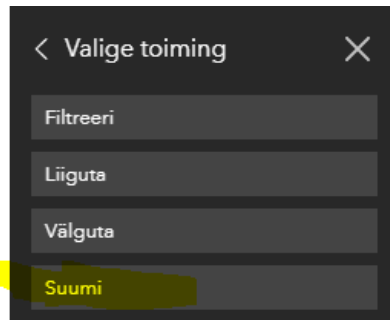 Valige toiming
Filtreeri
Liiguta
Välguta
Suumi